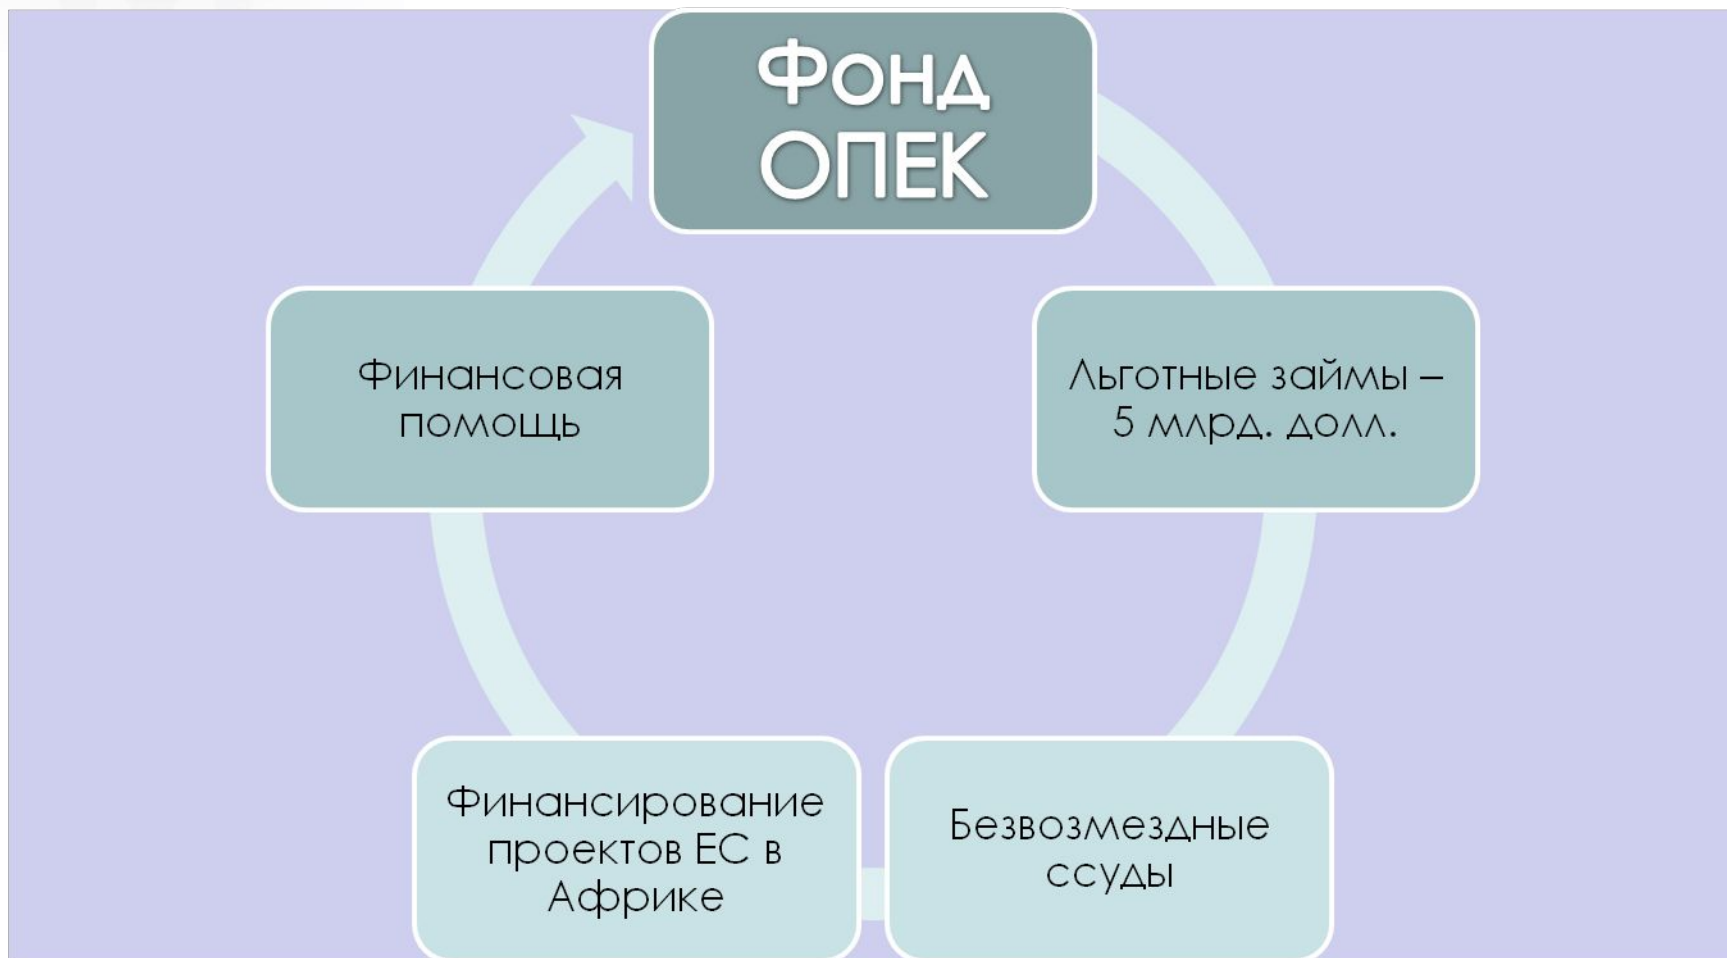 Фонд
ОПЕК
Льготные займы –
5 млрд. долл.
Безвозмездные
ссуды
Финансирование
проектов ЕС в
Африке
Финансовая
помощь